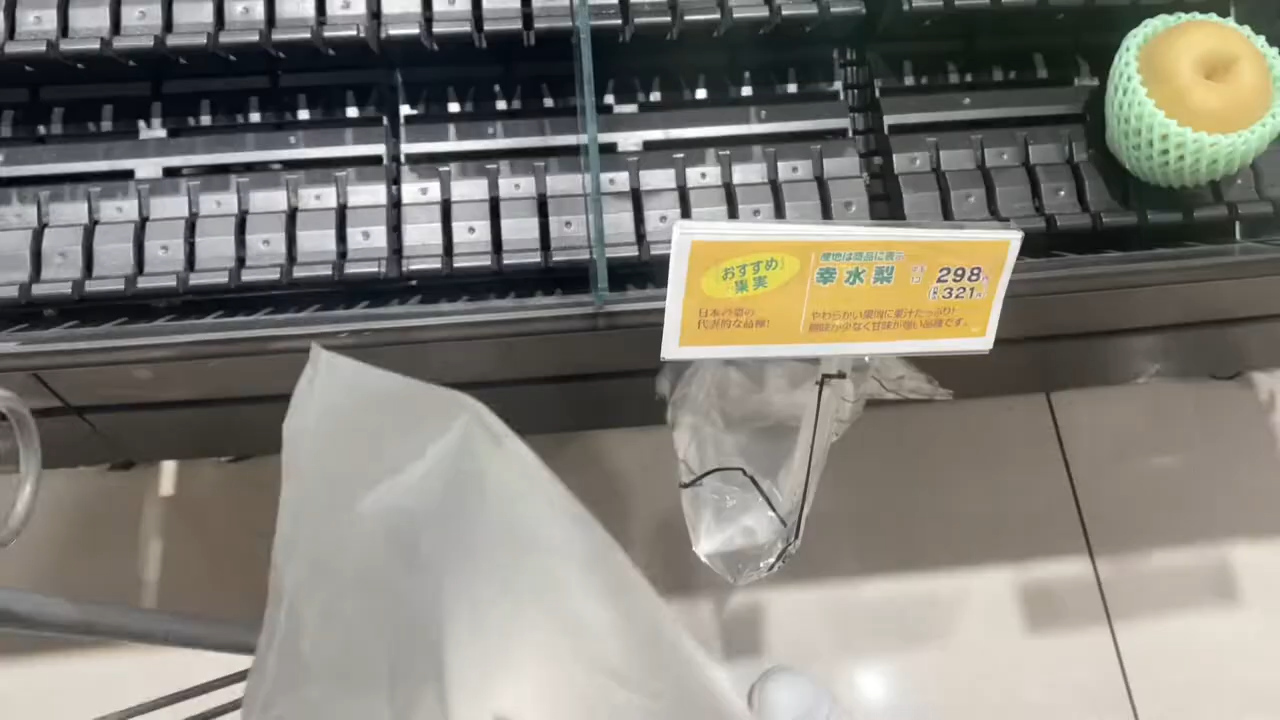 おすすめ
果実
産地は商品に表示
幸水梨
298
321
日本の梨の
代表的な品種!
やわらかい果肉に果汁たっぷり!
酸味が少なく甘味が強い品種です。